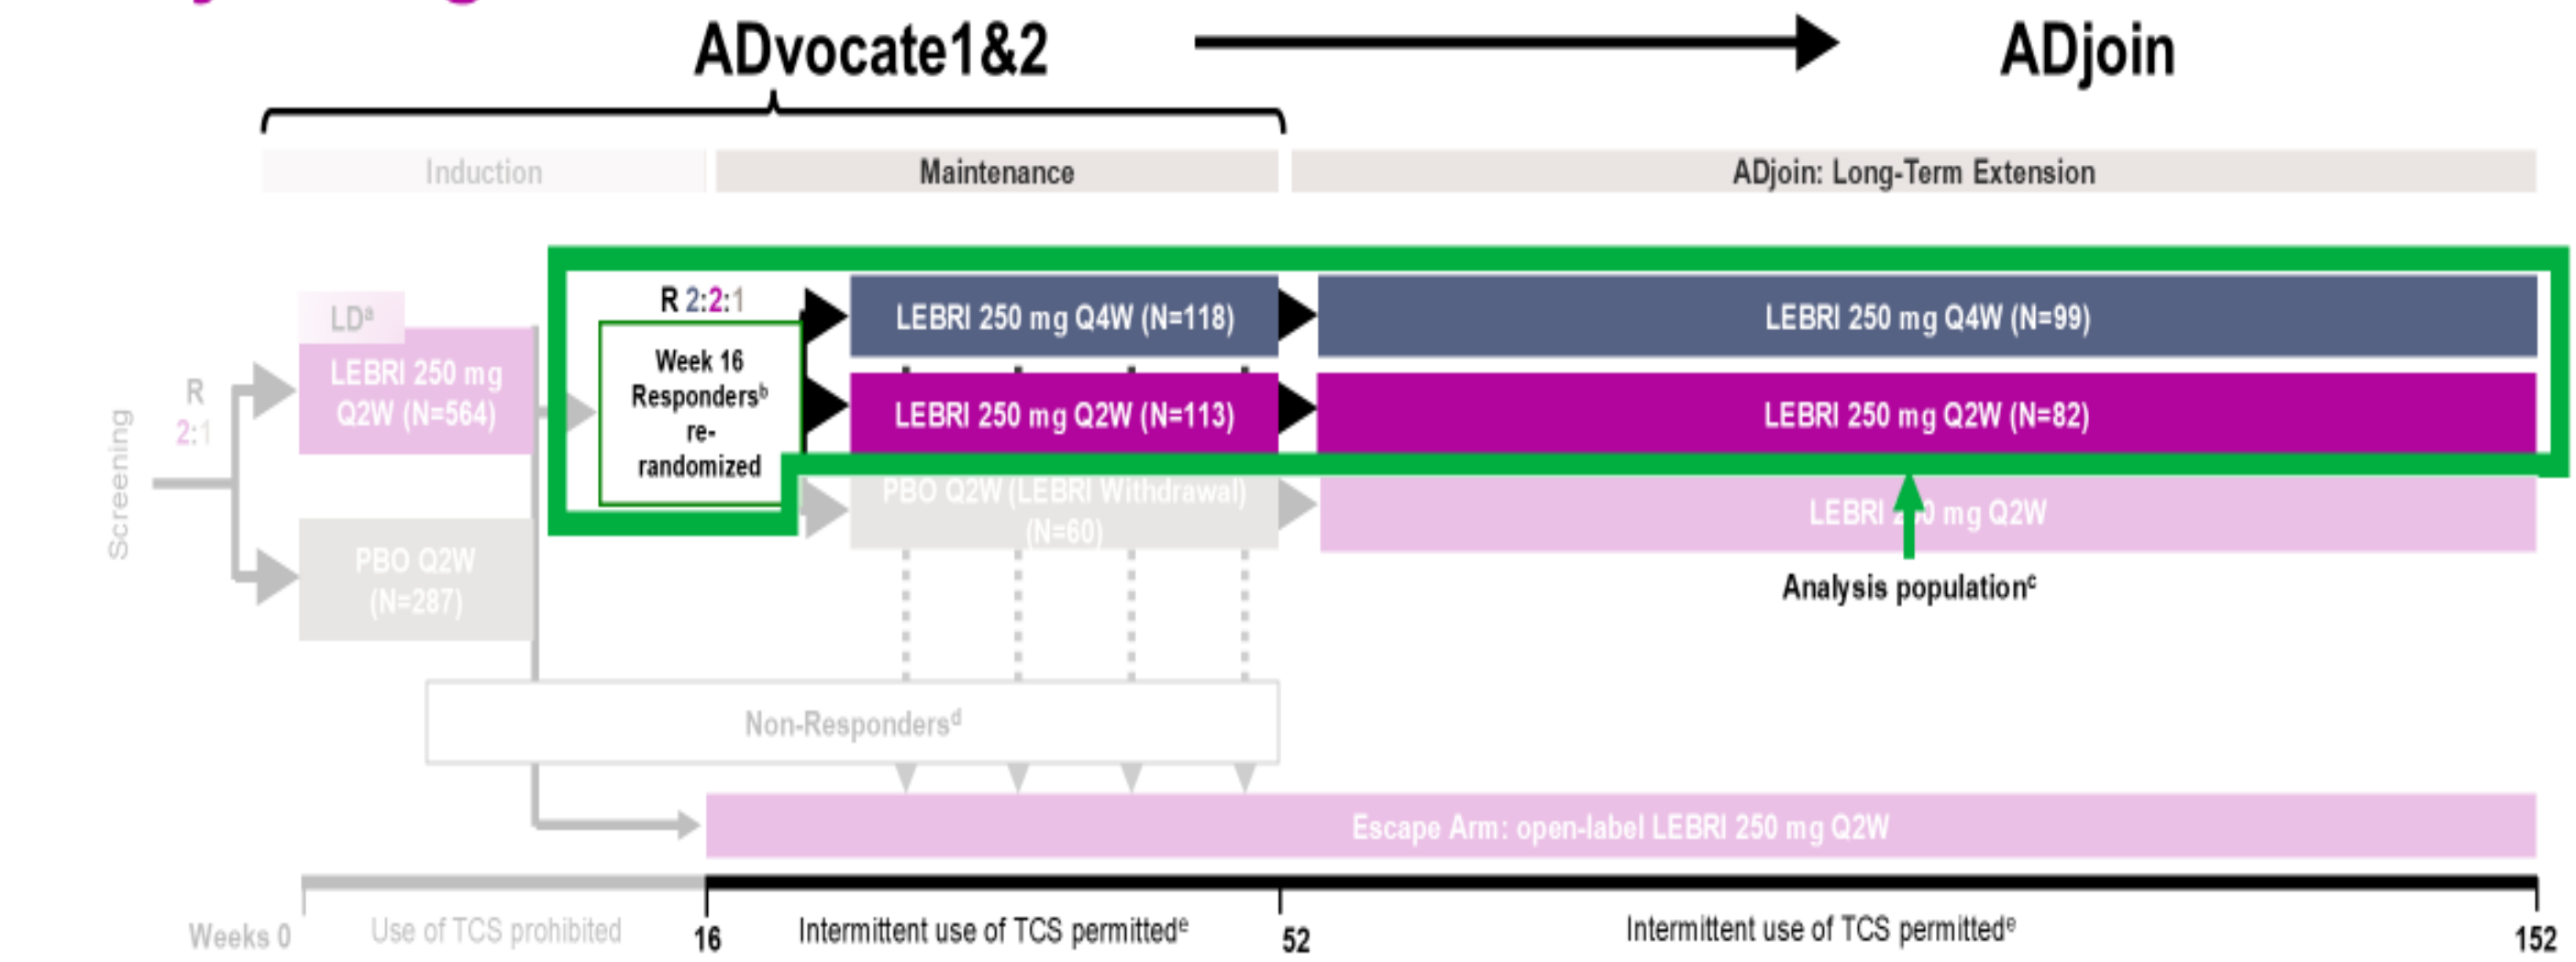 ADvocate1&2
ADjoin
Induction
Maintenance
ADjoin: Long-Term Extension
Screening
R
2:1
LDᵃ
LEBRI 250 mg
Q2W (N=564)
PBO Q2W
(N=287)
R 2:2:1
Week 16
Respondersᵇ
re-
randomized
LEBRI 250 mg Q4W (N=118)
LEBRI 250 mg Q4W (N=99)
LEBRI 250 mg Q2W (N=113)
LEBRI 250 mg Q2W (N=82)
PBO Q2W (LEBRI Withdrawal)
(N=60)
LEBRI 250 mg Q2W
Analysis populationᶜ
Non-Respondersᵈ
Escape Arm: open-label LEBRI 250 mg Q2W
Weeks 0
Use of TCS prohibited
16
Intermittent use of TCS permittedᵉ
52
Intermittent use of TCS permittedᵉ
152